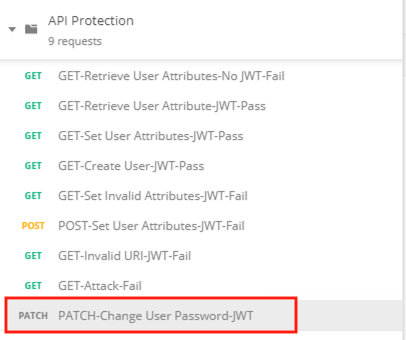 API Protection
9 requests
GET GET-Retrieve User Attributes-No JWT-Fail
GET GET-Retrieve User Attribute-JWT-Pass
GET GET-Set User Attributes-JWT-Pass
GET GET-Create User-JWT-Pass
GET GET-Set Invalid Attributes-JWT-Fail
POST POST-Set User Attributes-JWT-Fail
GET GET-Invalid URI-JWT-Fail
GET GET-Attack-Fail
PATCH PATCH-Change User Password-JWT